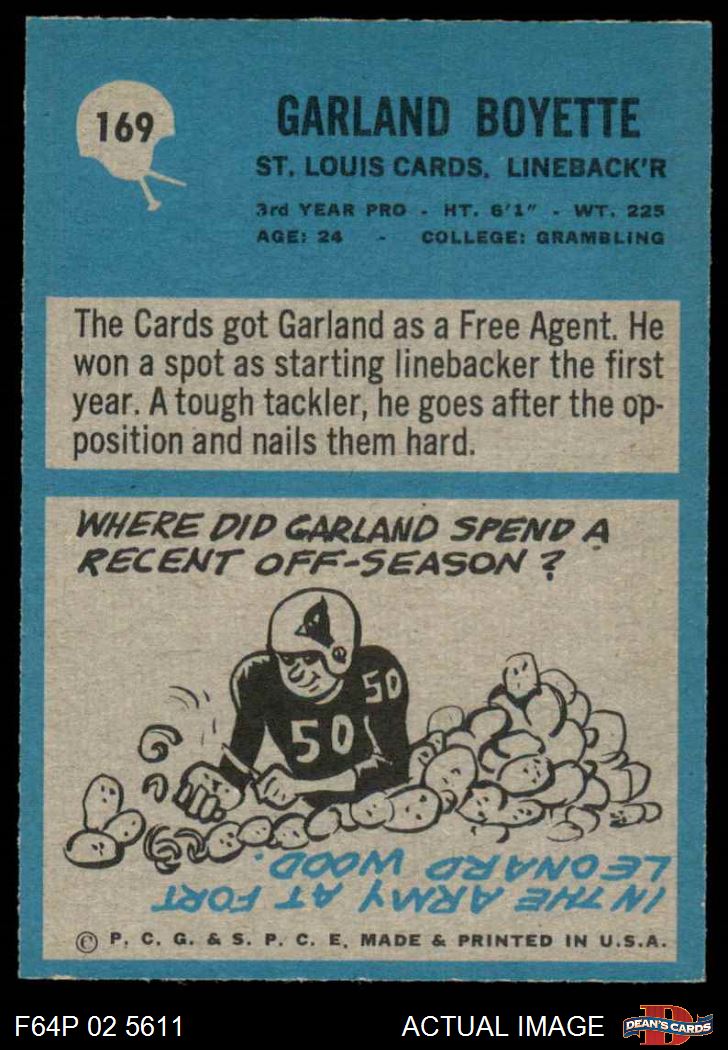 169
GARLAND BOYETTE
ST. LOUIS CARDS, LINEBACK'R
3rd YEAR PRO - HT. 6'1" - WT. 225
AGE: 24 - COLLEGE: GRAMBLING
The Cards got Garland as a Free Agent. He
won a spot as starting linebacker the first
year. A tough tackler, he goes after the op-
position and nails them hard.
WHERE DID GARLAND SPEND A
RECENT OFF-SEASON?
50
50
IN THE ARMY AT FORT
LEONARD WOOD.
© P. C. G. & S. P. C. E. MADE & PRINTED IN U.S.A.
F64P 02 5611 ACTUAL IMAGE
D
DEAN'S CARDS